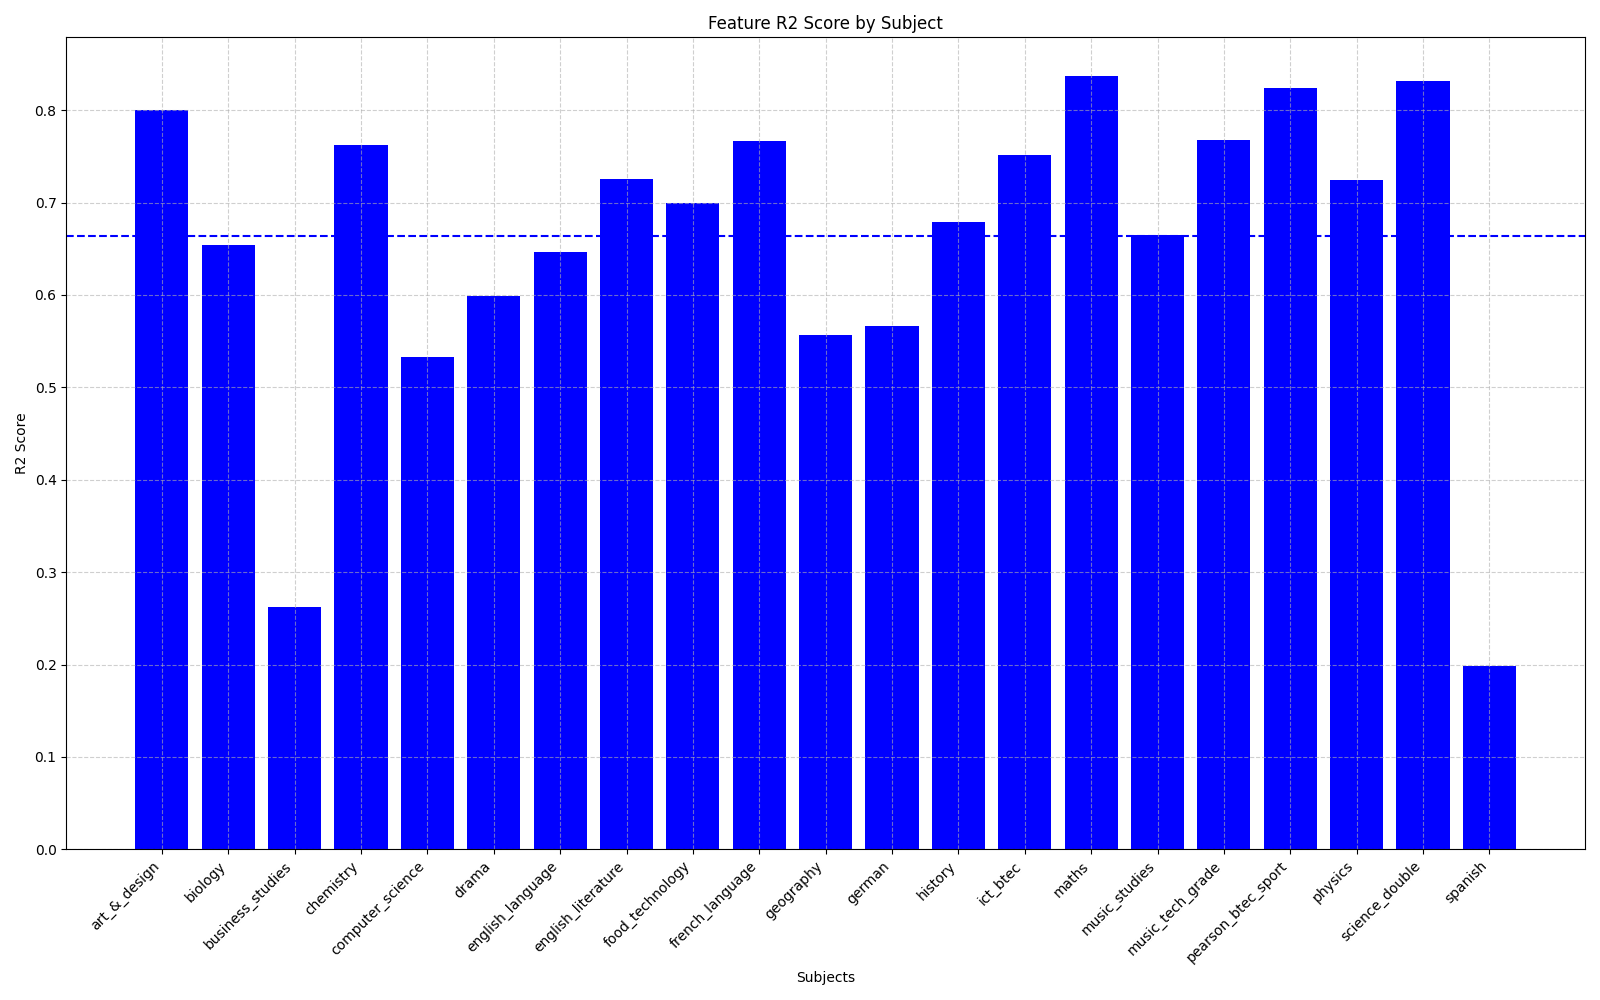 Feature R2 Score by Subject
R2 Score
0.8
0.7
0.6
0.5
0.4
0.3
0.2
0.1
0.0
art_&_design
biology
business_studies
chemistry
computer_science
drama
english_language
english_literature
food_technology
french_language
geography
german
history
ict_btec
maths
music_studies
music_tech_grade
pearson_btec_sport
physics
science_double
spanish
Subjects